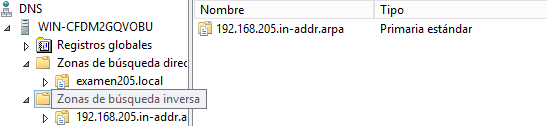 DNS
WIN-CFDM2GQVOBU
Registros globales
Zonas de búsqueda direc
examen205.local
Zonas de búsqueda inversa
192.168.205.in-addr.a
Nombre Tipo
192.168.205.in-addr.arpa Primaria estándar